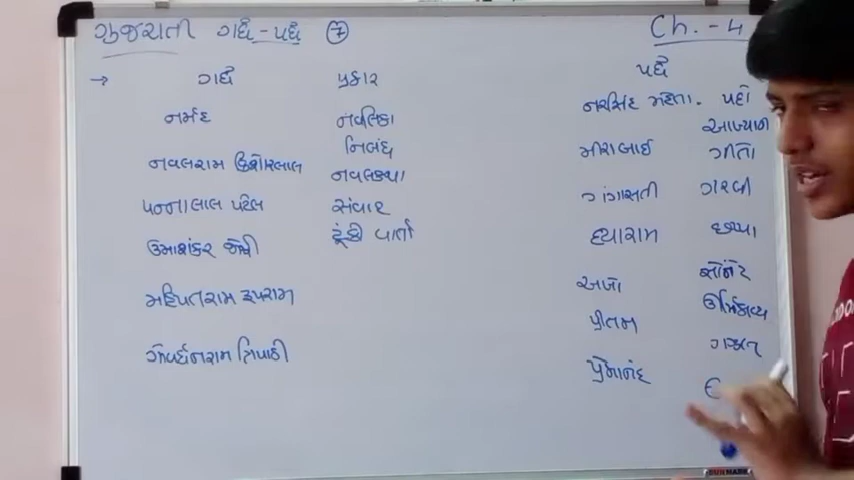 ગુજરાતી ગદ્ય - પદ્ય ⑦ Ch. - 4
→ ગદ્ય પ્રકાર પદ્ય
નર્મદ નવલિકા નરસિંહ મહેતા. પદો
નિબંધ આખ્યાન
નવલરામ કિશોરલાલ નવલકથા મીરાબાઈ ગીતો
પન્નાલાલ પટેલ સંવાદ ગંગાસતી ગરબી
ઉમાશંકર જોષી ટૂંકી વાર્તા દયારામ છપ્પા
મહિપતરામ રૂપરામ અખો સોનેટ
પ્રીતમ ઊર્મિકાવ્ય
ગોવર્ધનરામ ત્રિપાઠી ગઝલ
પ્રેમાનંદ